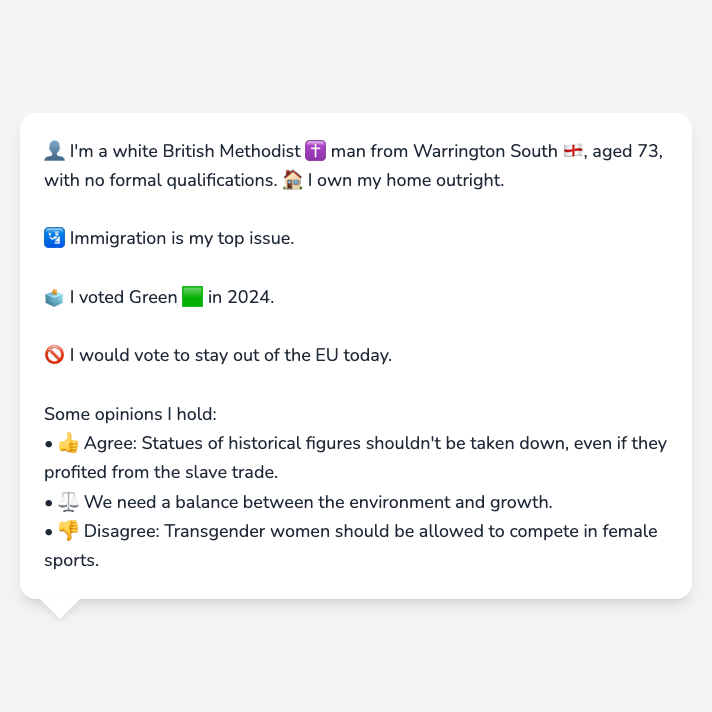 👤 I'm a white British Methodist ✝️ man from Warrington South 🏴󠁧󠁢󠁥󠁮󠁧󠁿, aged 73,
with no formal qualifications. 🏠 I own my home outright.
🛂 Immigration is my top issue.
🗳️ I voted Green 🟩 in 2024.
🚫 I would vote to stay out of the EU today.
Some opinions I hold:
• 👍 Agree: Statues of historical figures shouldn't be taken down, even if they
profited from the slave trade.
• ⚖️ We need a balance between the environment and growth.
• 👎 Disagree: Transgender women should be allowed to compete in female
sports.